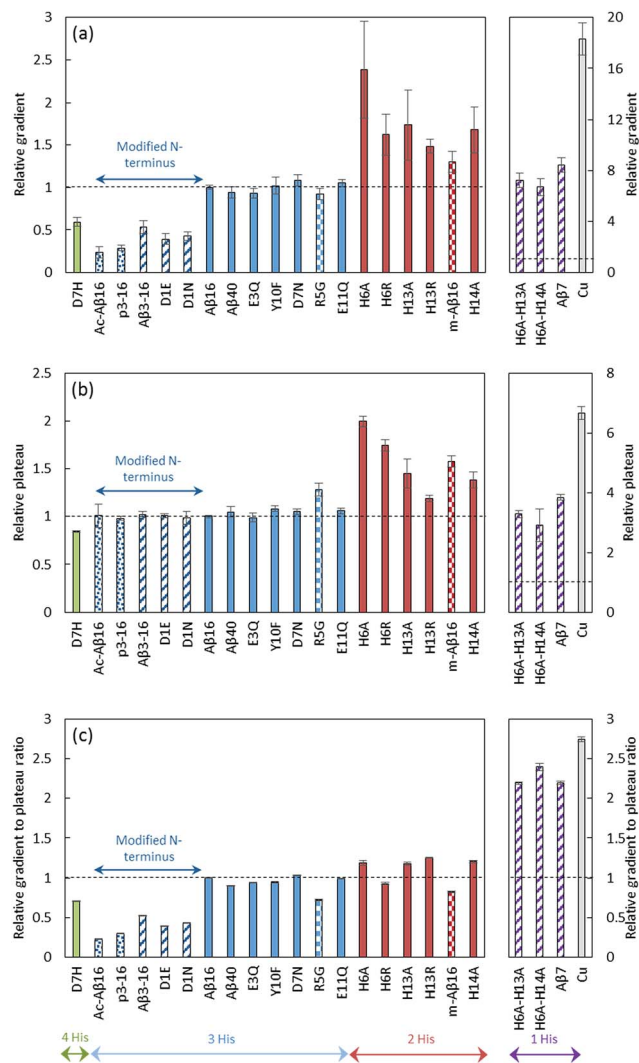 (a)
Relative gradient
3
2.5
2
1.5
1
0.5
0
Modified N-
terminus
D7H
Ac-Aβ16
p3-16
Aβ3-16
D1E
D1N
Aβ16
Aβ40
E3Q
Y10F
D7N
R5G
E11Q
H6A
H6R
H13A
H13R
m-Aβ16
H14A
20
16
12
8
4
0
Relative gradient
H6A-H13A
H6A-H14A
Aβ7
Cu
(b)
Relative plateau
2.5
2
1.5
1
0.5
0
Modified N-
terminus
D7H
Ac-Aβ16
p3-16
Aβ3-16
D1E
D1N
Aβ16
Aβ40
E3Q
Y10F
D7N
R5G
E11Q
H6A
H6R
H13A
H13R
m-Aβ16
H14A
8
6
4
2
0
Relative plateau
H6A-H13A
H6A-H14A
Aβ7
Cu
(c)
Relative gradient to plateau ratio
3
2.5
2
1.5
1
0.5
0
Modified N-
terminus
D7H
Ac-Aβ16
p3-16
Aβ3-16
D1E
D1N
Aβ16
Aβ40
E3Q
Y10F
D7N
R5G
E11Q
H6A
H6R
H13A
H13R
m-Aβ16
H14A
3
2.5
2
1.5
1
0.5
0
Relative gradient to plateau ratio
H6A-H13A
H6A-H14A
Aβ7
Cu
4 His
3 His
2 His
1 His